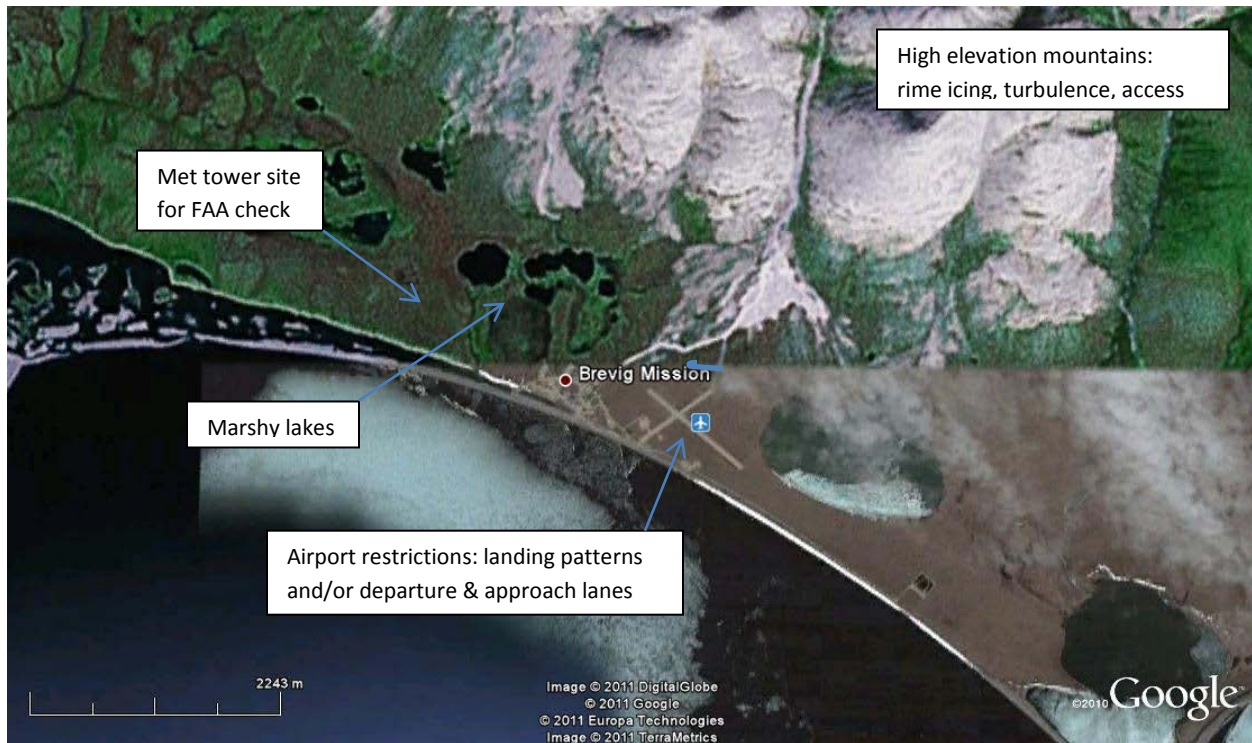 High elevation mountains:
rime icing, turbulence, access
Met tower site
for FAA check
Brevig Mission
Marshy lakes
Airport restrictions: landing patterns
and/or departure & approach lanes
2243 m
Image © 2011 DigitalGlobe
© 2011 Google
© 2011 Europa Technologies
Image © 2011 TerraMetrics
©2010 Google